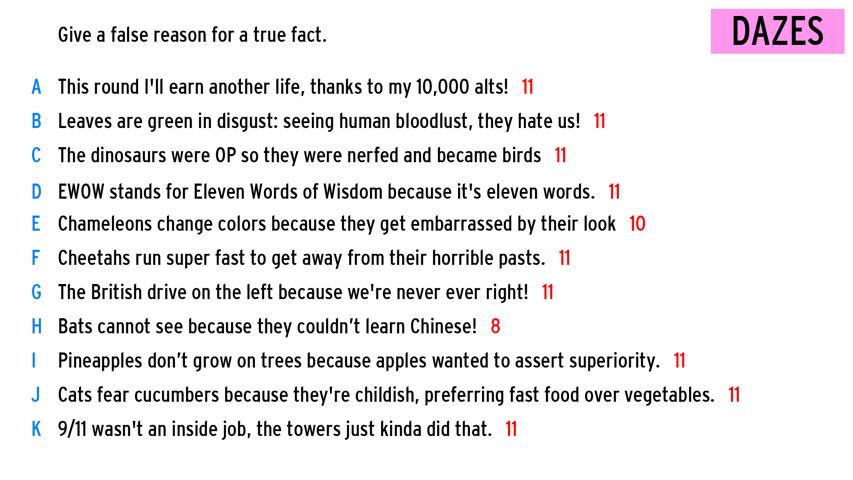 Give a false reason for a true fact.
DAZES
A This round I'll earn another life, thanks to my 10,000 alts! 11
B Leaves are green in disgust: seeing human bloodlust, they hate us! 11
C The dinosaurs were OP so they were nerfed and became birds 11
D EWOW stands for Eleven Words of Wisdom because it's eleven words. 11
E Chameleons change colors because they get embarrassed by their look 10
F Cheetahs run super fast to get away from their horrible pasts. 11
G The British drive on the left because we're never ever right! 11
H Bats cannot see because they couldn’t learn Chinese! 8
I Pineapples don’t grow on trees because apples wanted to assert superiority. 11
J Cats fear cucumbers because they're childish, preferring fast food over vegetables. 11
K 9/11 wasn't an inside job, the towers just kinda did that. 11